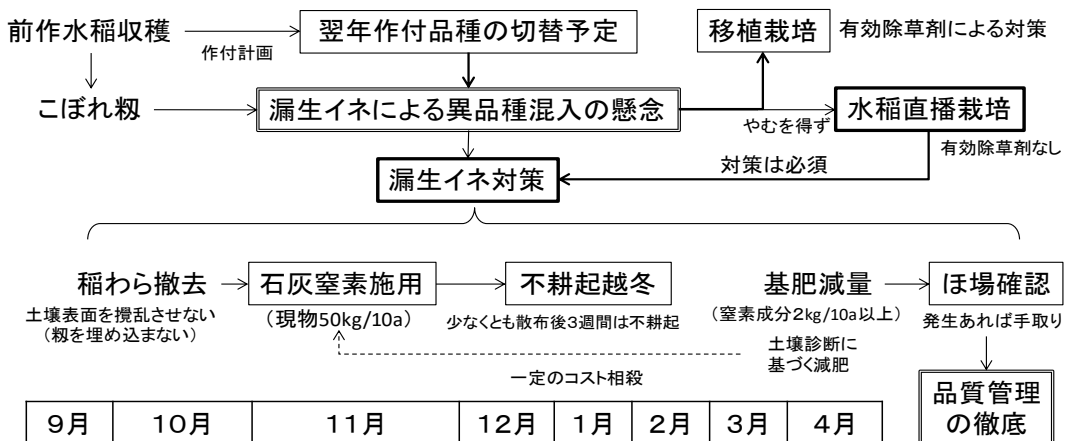 前作水稲収穫
作付計画
翌年作付品種の切替予定
移植栽培
有効除草剤による対策
こぼれ籾
漏生イネによる異品種混入の懸念
やむを得ず
水稲直播栽培
有効除草剤なし
対策は必須
漏生イネ対策
稲わら撤去
土壌表面を攪乱させない
（籾を埋め込まない）
石灰窒素施用
（現物50kg/10a）
不耕起越冬
少なくとも散布後３週間は不耕起
基肥減量
（窒素成分２kg/10a以上）
土壌診断に
基づく減肥
ほ場確認
発生あれば手取り
一定のコスト相殺
品質管理
の徹底
９月 １０月 １１月 １２月 １月 ２月 ３月 ４月